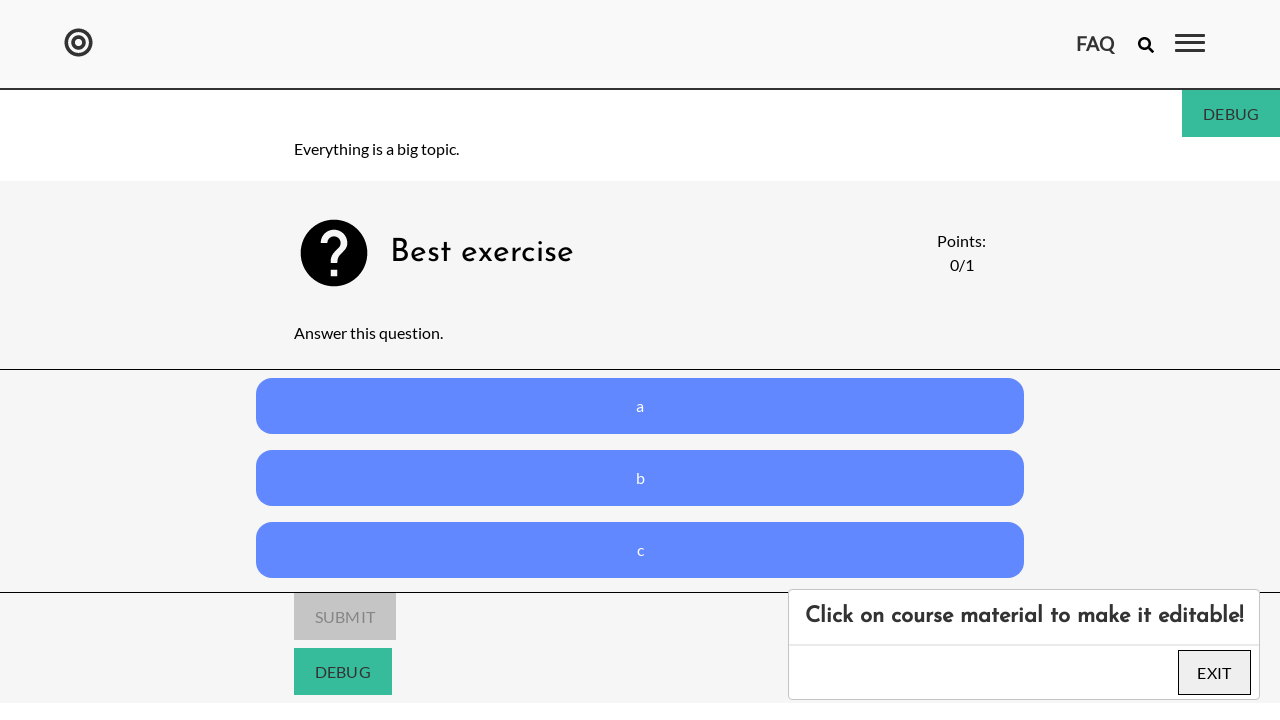 FAQ
DEBUG
Everything is a big topic.
Best exercise
Points:
0/1
Answer this question.
a
b
c
SUBMIT
DEBUG
Click on course material to make it editable!
EXIT